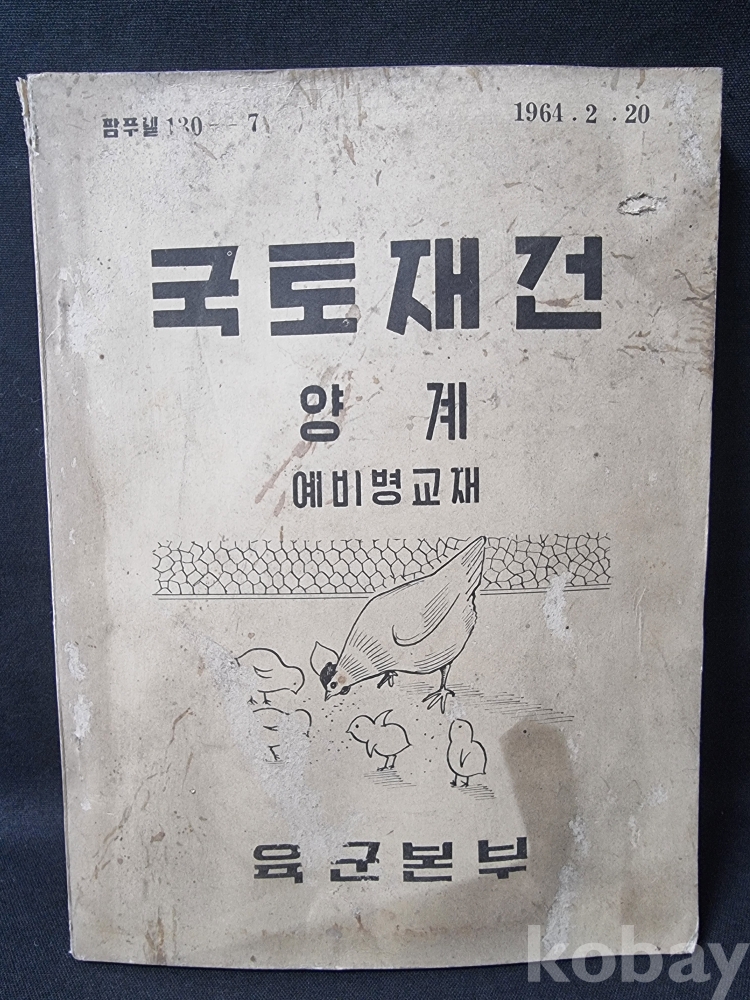 팜푸렡 130--7
1964.2.20
국토재건
양계
예비병교재
육군본부
kobay